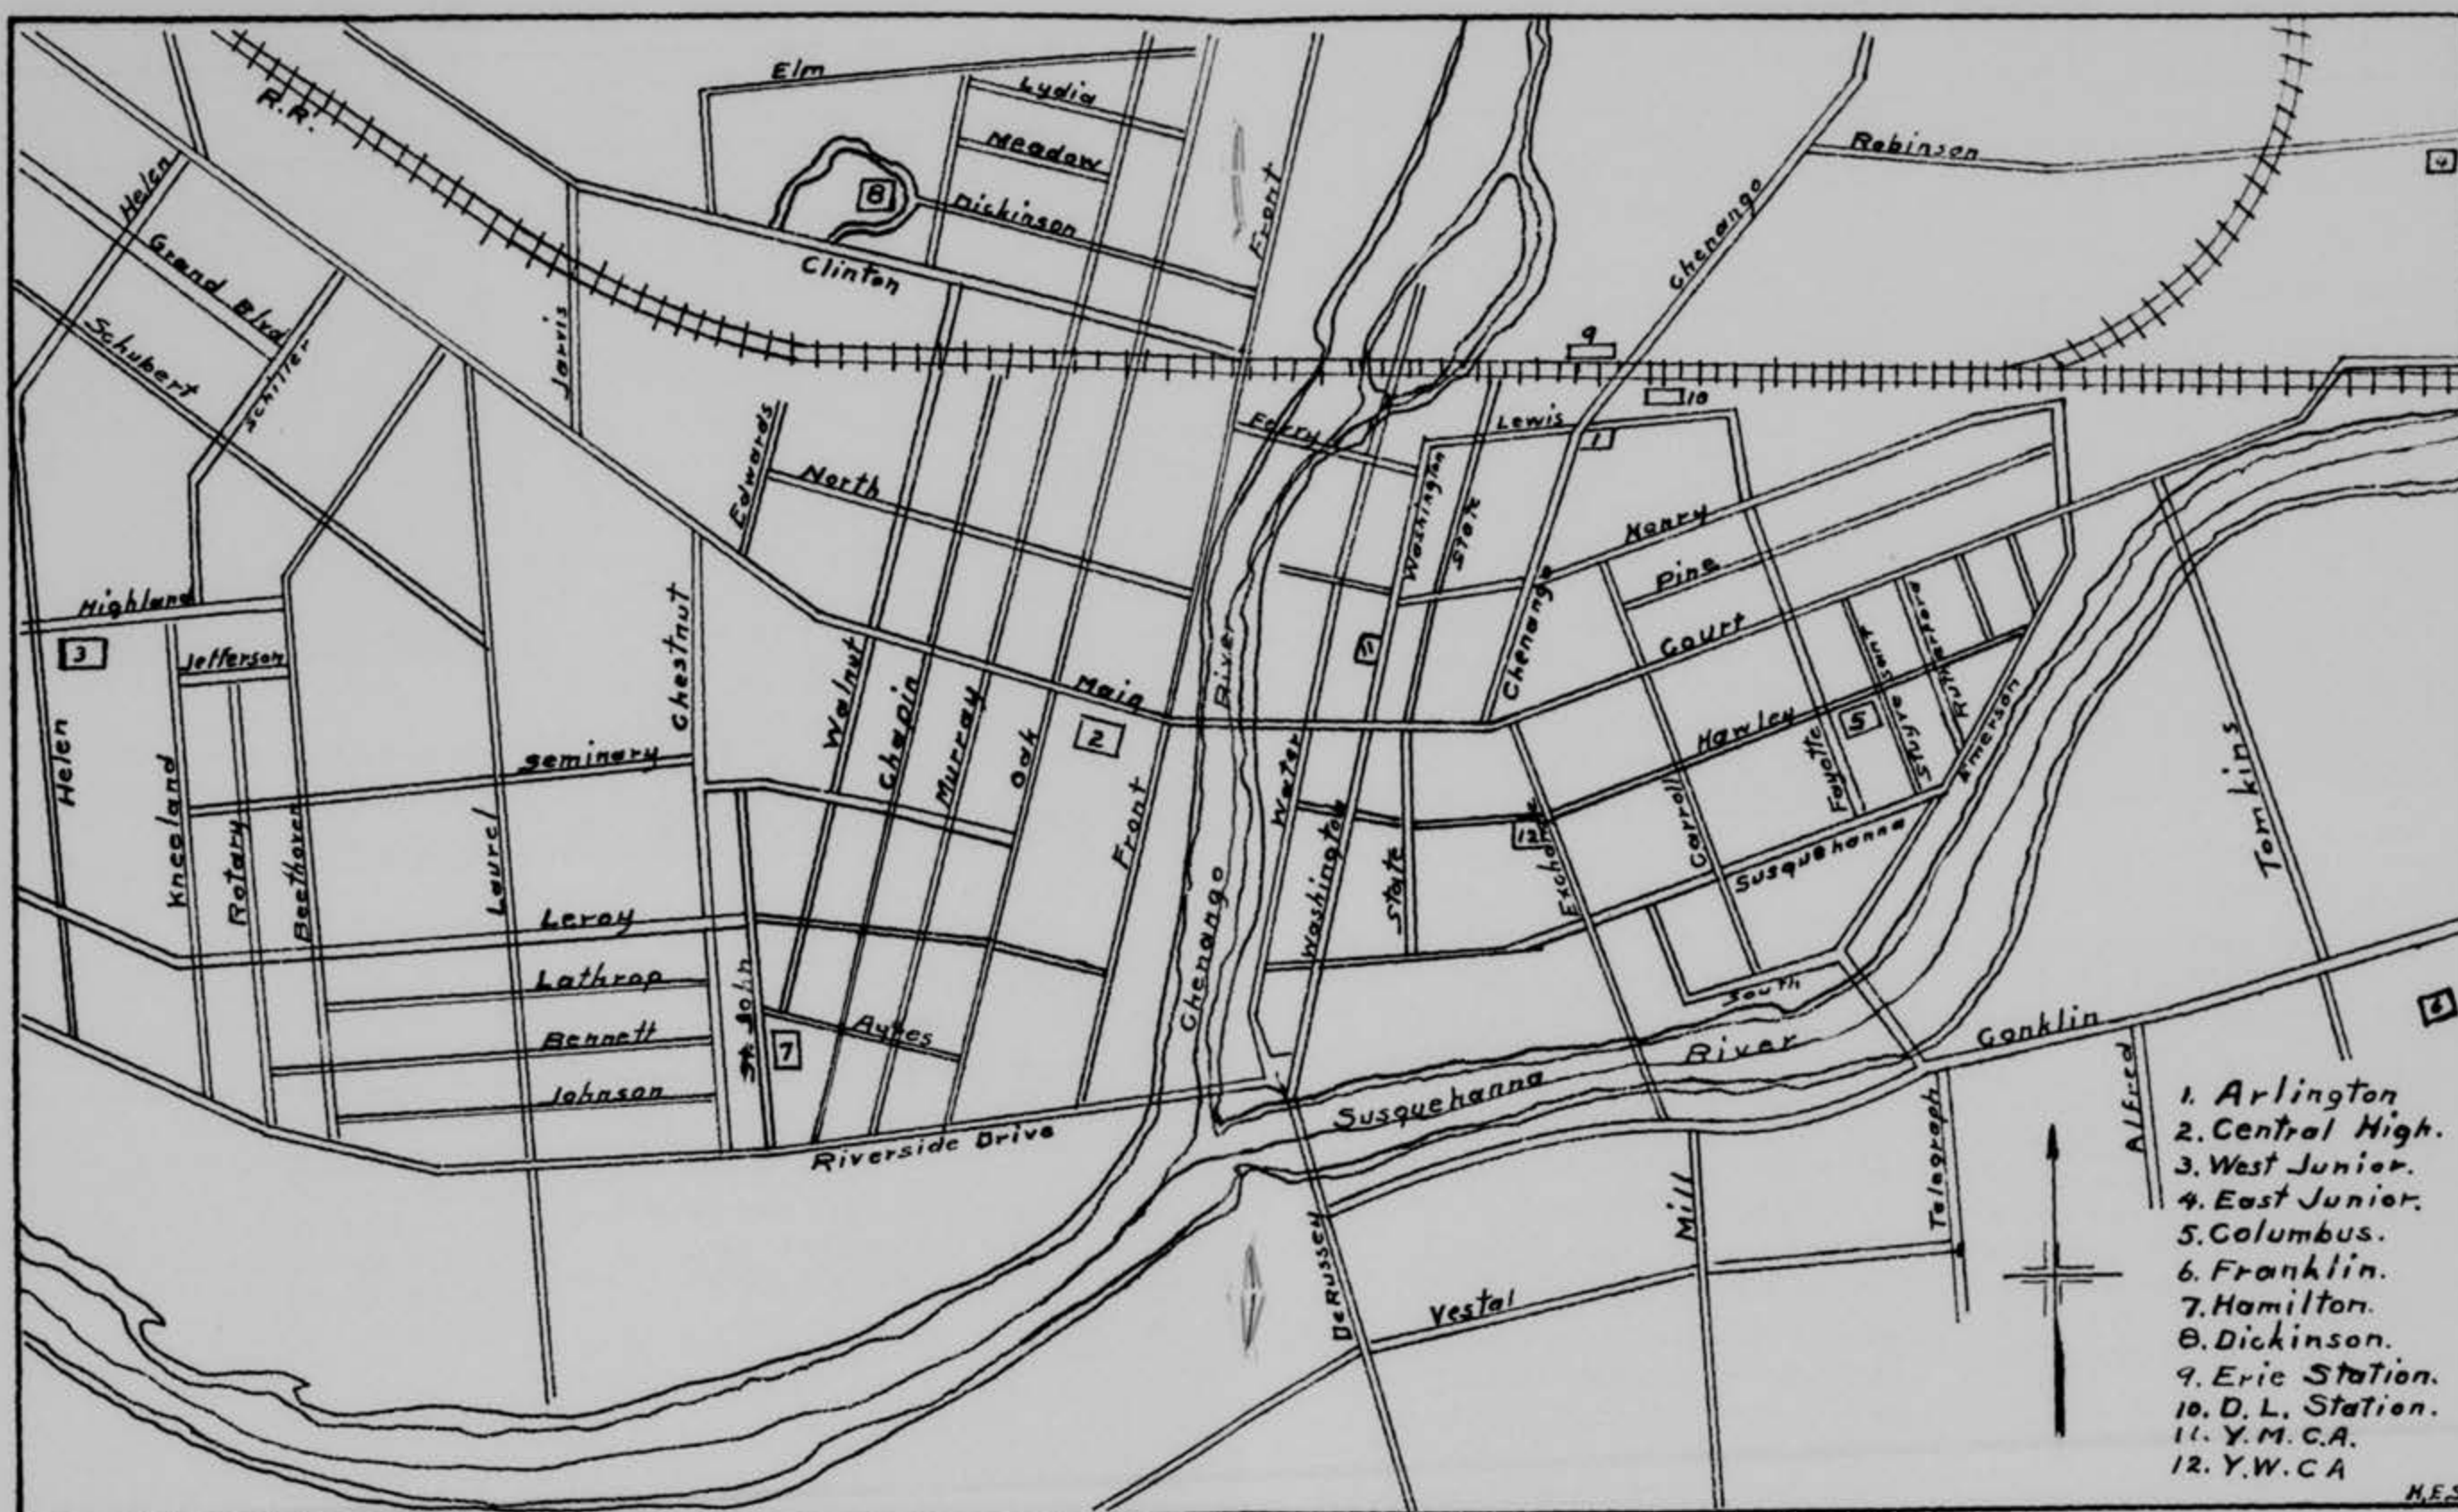 Elm
Lydia
R.R.
Meadow
Robinson
4
Helen
8
Dickinson
Front
Chenango
Grand Blvd
Clinton
Schubert
Jarvis
Schiller
9
10
Edwards
Ferry
Lewis
1
North
Washington
State
Henry
Pine
Highland
Chestnut
Chenango
Court
3
Jefferson
Walnut
River
11
Stuyvesant
Rutherford
Main
Chapin
Murray
Oak
2
Hawley
5
Emerson
Helen
Seminary
Water
Fayette
Tomkins
Kneeland
Rotary
Beethoven
Laurel
Front
Washington
State
12
Exchange
Carroll
Susquehanna
Leroy
Chenango
Lathrop
St. John
South
Ayres
7
Bennett
River
Conklin
6
Johnson
Susquehanna
Riverside Drive
Telegraph
Alfred
Mill
DeRussey
Vestal
1. Arlington
2. Central High.
3. West Junior.
4. East Junior.
5. Columbus.
6. Franklin.
7. Hamilton.
8. Dickinson.
9. Erie Station.
10. D. L. Station.
11. Y. M. C. A.
12. Y. W. C A